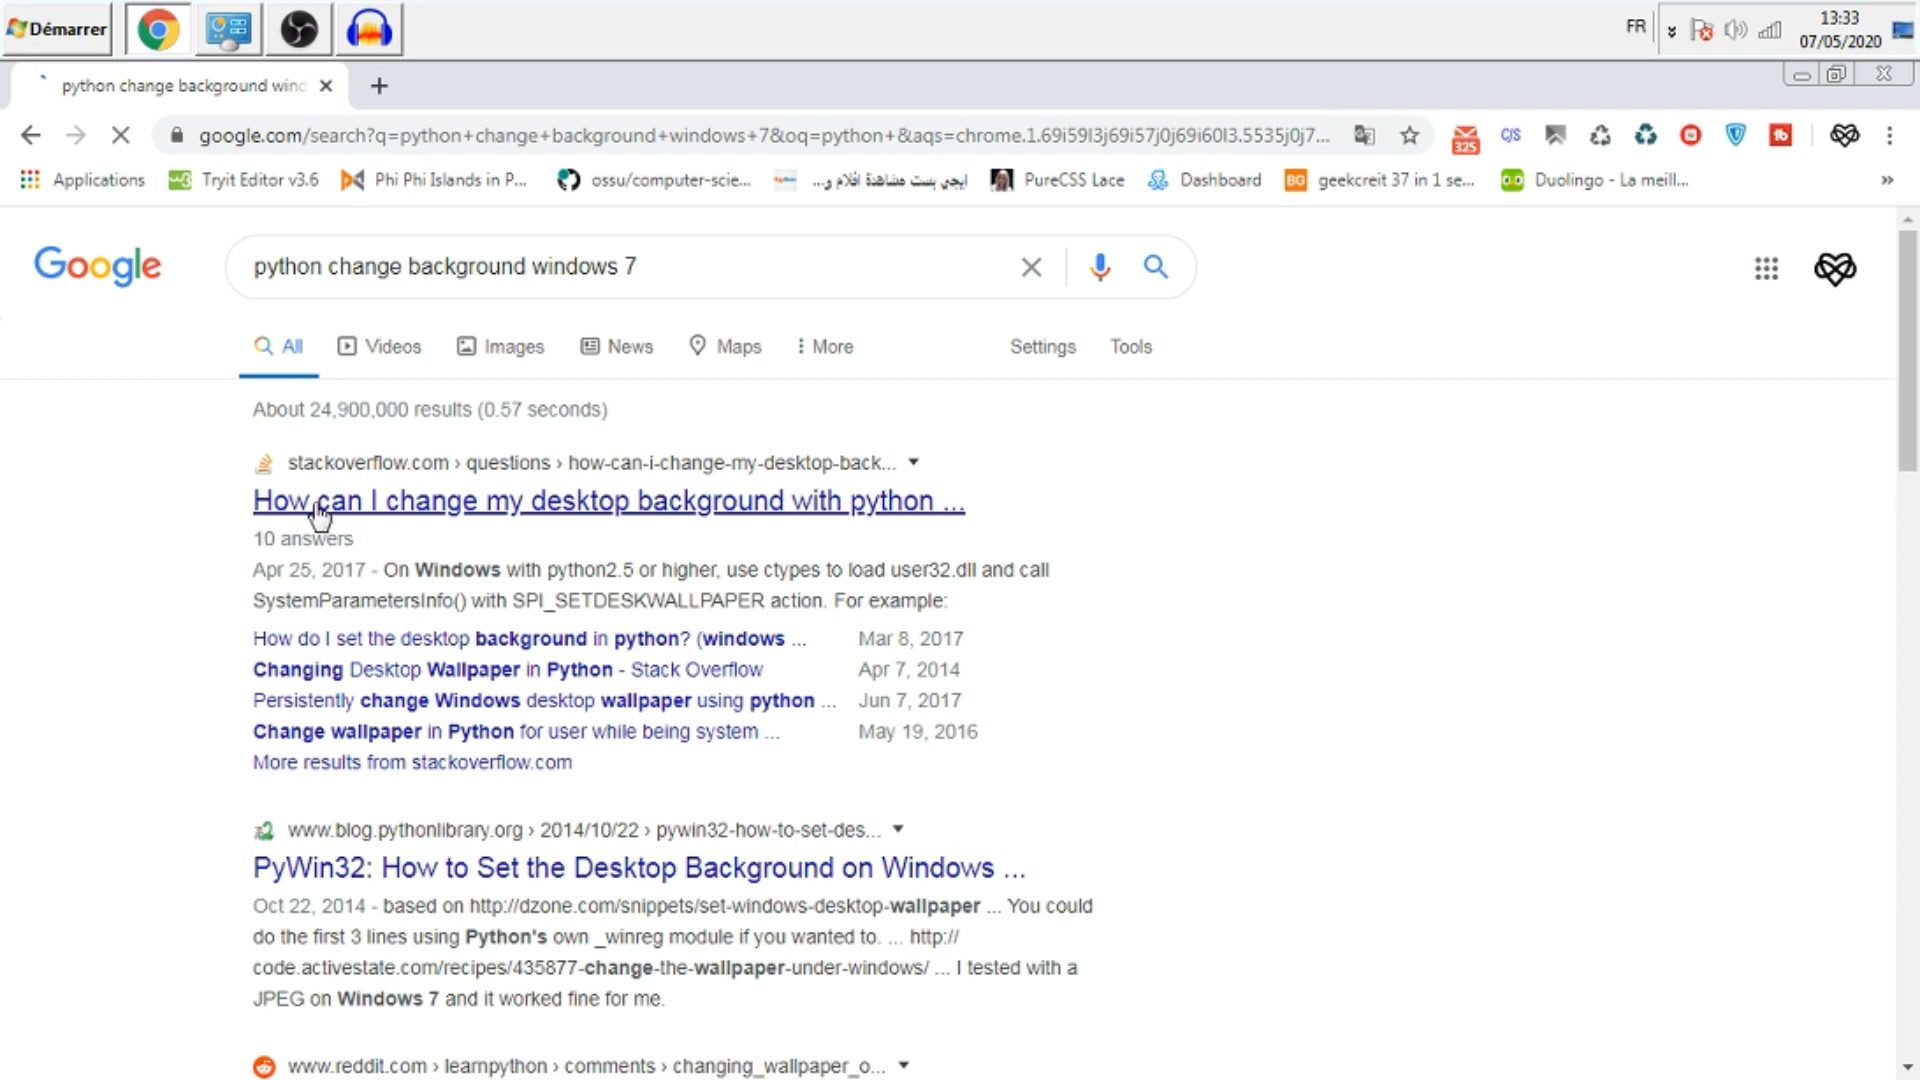 Démarrer
FR
13:33
07/05/2020
python change background wind
google.com/search?q=python+change+background+windows+7&oq=python+&aqs=chrome.1.69i59l3j69i57j0j69i60l3.5535j0j7...
325
C/S
Applications
Tryit Editor v3.6
Phi Phi Islands in P...
ossu/computer-scie...
ايجي بست مشاهدة افلام و...
PureCSS Lace
Dashboard
BG
geekcreit 37 in 1 se...
Duolingo - La meill...
Google
python change background windows 7
All
Videos
Images
News
Maps
More
Settings
Tools
About 24,900,000 results (0.57 seconds)
stackoverflow.com › questions › how-can-i-change-my-desktop-back...
How can I change my desktop background with python ...
10 answers
Apr 25, 2017 - On Windows with python2.5 or higher, use ctypes to load user32.dll and call
SystemParametersInfo() with SPI_SETDESKWALLPAPER action. For example:
How do I set the desktop background in python? (windows ... Mar 8, 2017
Changing Desktop Wallpaper in Python - Stack Overflow Apr 7, 2014
Persistently change Windows desktop wallpaper using python ... Jun 7, 2017
Change wallpaper in Python for user while being system ... May 19, 2016
More results from stackoverflow.com
www.blog.pythonlibrary.org › 2014/10/22 › pywin32-how-to-set-des...
PyWin32: How to Set the Desktop Background on Windows ...
Oct 22, 2014 - based on http://dzone.com/snippets/set-windows-desktop-wallpaper ... You could
do the first 3 lines using Python's own _winreg module if you wanted to. ... http://
code.activestate.com/recipes/435877-change-the-wallpaper-under-windows/ ... I tested with a
JPEG on Windows 7 and it worked fine for me.
www.reddit.com › learnpython › comments › changing_wallpaper_o...